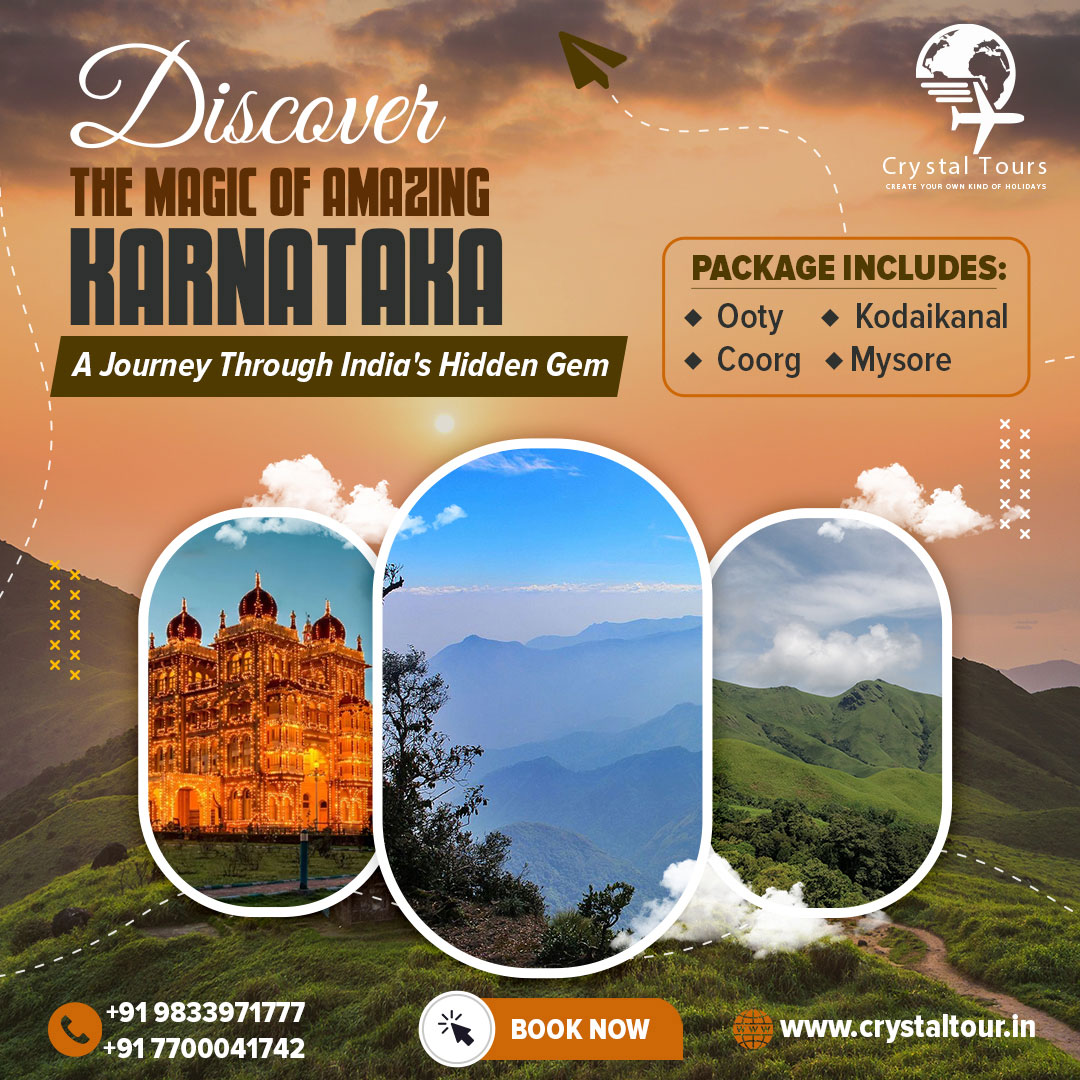 Discover
THE MAGIC OF AMAZING
KARNATAKA
A Journey Through India's Hidden Gem
Crystal Tours
CREATE YOUR OWN KIND OF HOLIDAYS
PACKAGE INCLUDES:
Ooty Kodaikanal
Coorg Mysore
+91 9833971777
+91 7700041742
BOOK NOW
www.crystaltour.in